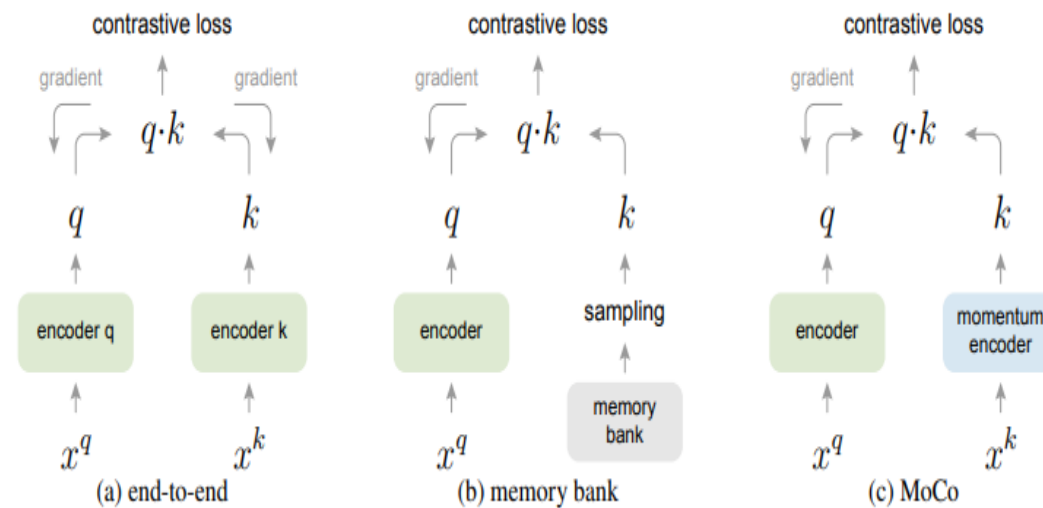 contrastive loss
gradient
gradient
q·k
q
k
encoder q
encoder k
x^q
x^k
(a) end-to-end
contrastive loss
gradient
q·k
q
k
sampling
encoder
memory
bank
x^q
(b) memory bank
contrastive loss
gradient
q·k
q
k
encoder
momentum
encoder
x^q
x^k
(c) MoCo